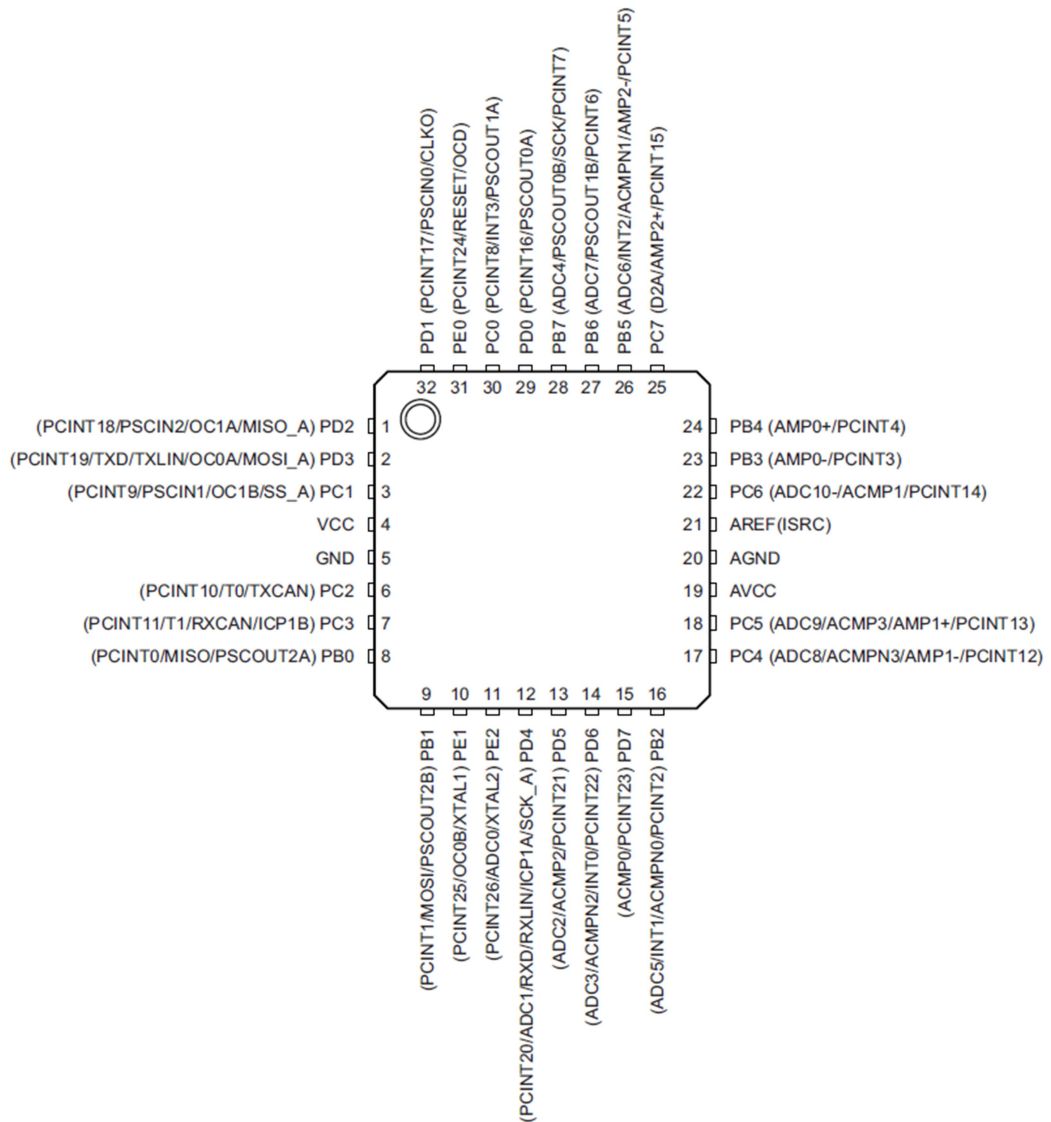 PD1 (PCINT17/PSCIN0/CLKO)
PE0 (PCINT24/RESET/OCD)
PC0 (PCINT8/INT3/PSCOUT1A)
PD0 (PCINT16/PSCOUT0A)
PB7 (ADC4/PSCOUT0B/SCK/PCINT7)
PB6 (ADC7/PSCOUT1B/PCINT6)
PB5 (ADC6/INT2/ACMPN1/AMP2-/PCINT5)
PC7 (D2A/AMP2+/PCINT15)
32 31 30 29 28 27 26 25
(PCINT18/PSCIN2/OC1A/MISO_A) PD2 1
(PCINT19/TXD/TXLIN/OC0A/MOSI_A) PD3 2
(PCINT9/PSCIN1/OC1B/SS_A) PC1 3
VCC 4
GND 5
(PCINT10/T0/TXCAN) PC2 6
(PCINT11/T1/RXCAN/ICP1B) PC3 7
(PCINT0/MISO/PSCOUT2A) PB0 8
24 PB4 (AMP0+/PCINT4)
23 PB3 (AMP0-/PCINT3)
22 PC6 (ADC10-/ACMP1/PCINT14)
21 AREF(ISRC)
20 AGND
19 AVCC
18 PC5 (ADC9/ACMP3/AMP1+/PCINT13)
17 PC4 (ADC8/ACMPN3/AMP1-/PCINT12)
9 10 11 12 13 14 15 16
(PCINT1/MOSI/PSCOUT2B) PB1
(PCINT25/OC0B/XTAL1) PE1
(PCINT26/ADC0/XTAL2) PE2
(PCINT20/ADC1/RXD/RXLIN/ICP1A/SCK_A) PD4
(ADC2/ACMP2/PCINT21) PD5
(ADC3/ACMPN2/INT0/PCINT22) PD6
(ACMP0/PCINT23) PD7
(ADC5/INT1/ACMPN0/PCINT2) PB2